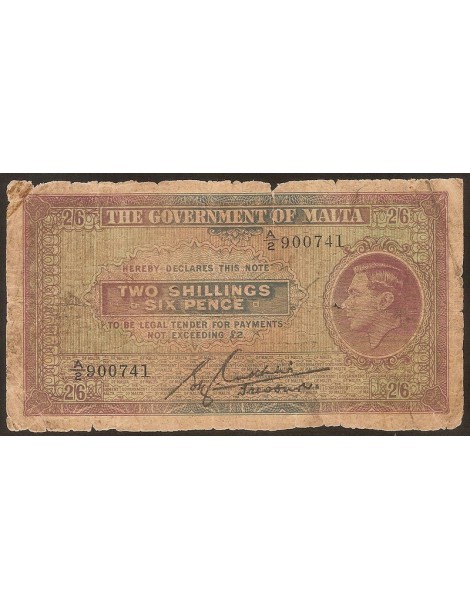 2/6 THE GOVERNMENT OF MALTA 2/6
A/2 900741
HEREBY DECLARES THIS NOTE
TWO SHILLINGS
SIX PENCE
TO BE LEGAL TENDER FOR PAYMENTS
NOT EXCEEDING £2.
A/2 900741
Treasurer
2/6 2/6